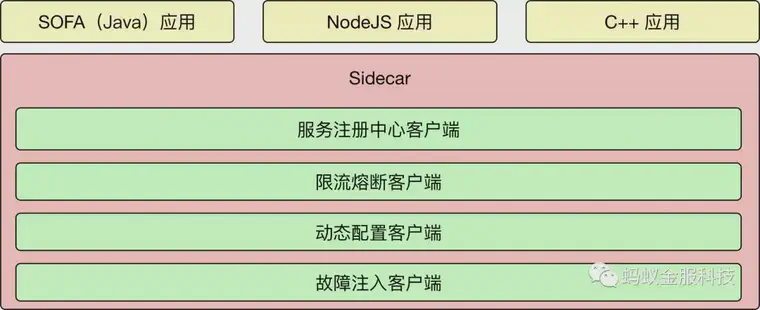 SOFA（Java）应用
NodeJS 应用
C++ 应用
Sidecar
服务注册中心客户端
限流熔断客户端
动态配置客户端
故障注入客户端
蚂蚁金服科技